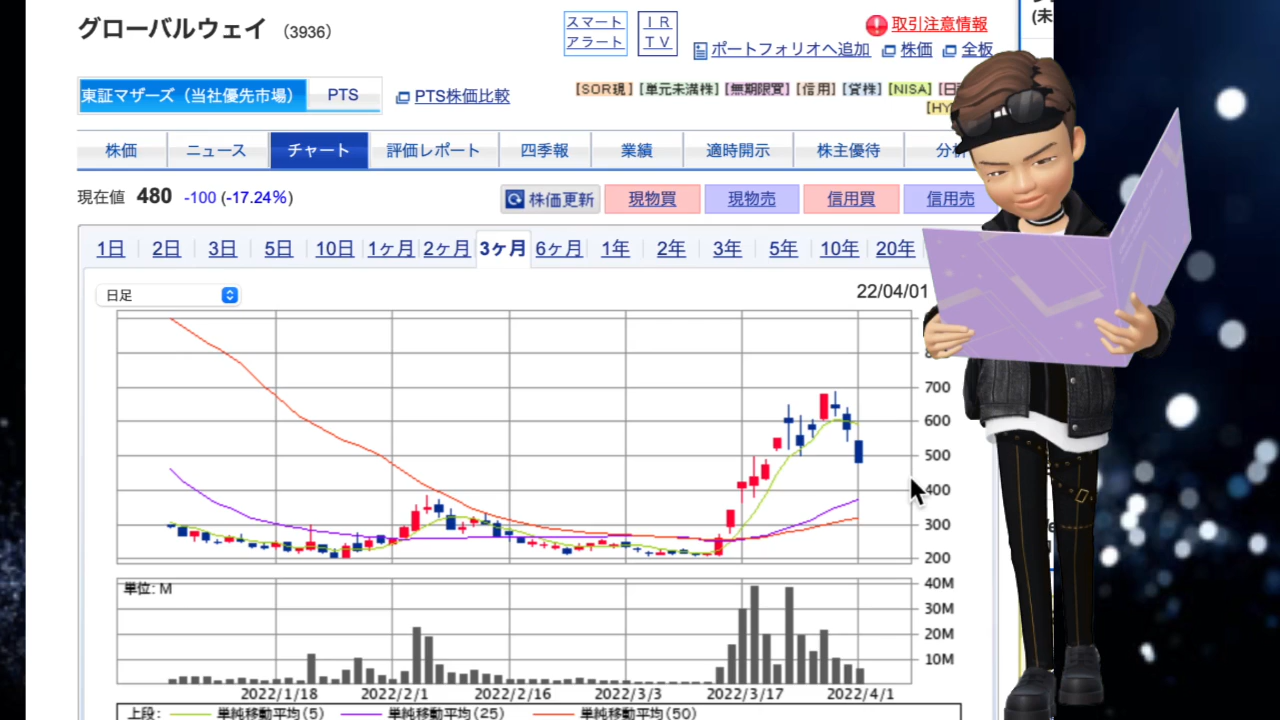 グローバルウェイ (3936)
スマート
アラート
I R
T V
取引注意情報
ポートフォリオへ追加 株価 全板
(未
東証マザーズ (当社優先市場) PTS PTS株価比較
[SOR現] [単元未満株] [無期限買] [信用] [貸株] [NISA]
[HY
株価 ニュース チャート 評価レポート 四季報 業績 適時開示 株主優待 分析
現在値 480 -100 (-17.24%) 株価更新 現物買 現物売 信用買 信用売
1日 2日 3日 5日 10日 1ヶ月 2ヶ月 3ヶ月 6ヶ月 1年 2年 3年 5年 10年 20年
日足
22/04/01
700
600
500
400
300
200
単位: M
40M
30M
20M
10M
2022/1/18 2022/2/1 2022/2/16 2022/3/3 2022/3/17 2022/4/1
上段: 単純移動平均(5) 単純移動平均(25) 単純移動平均(50)